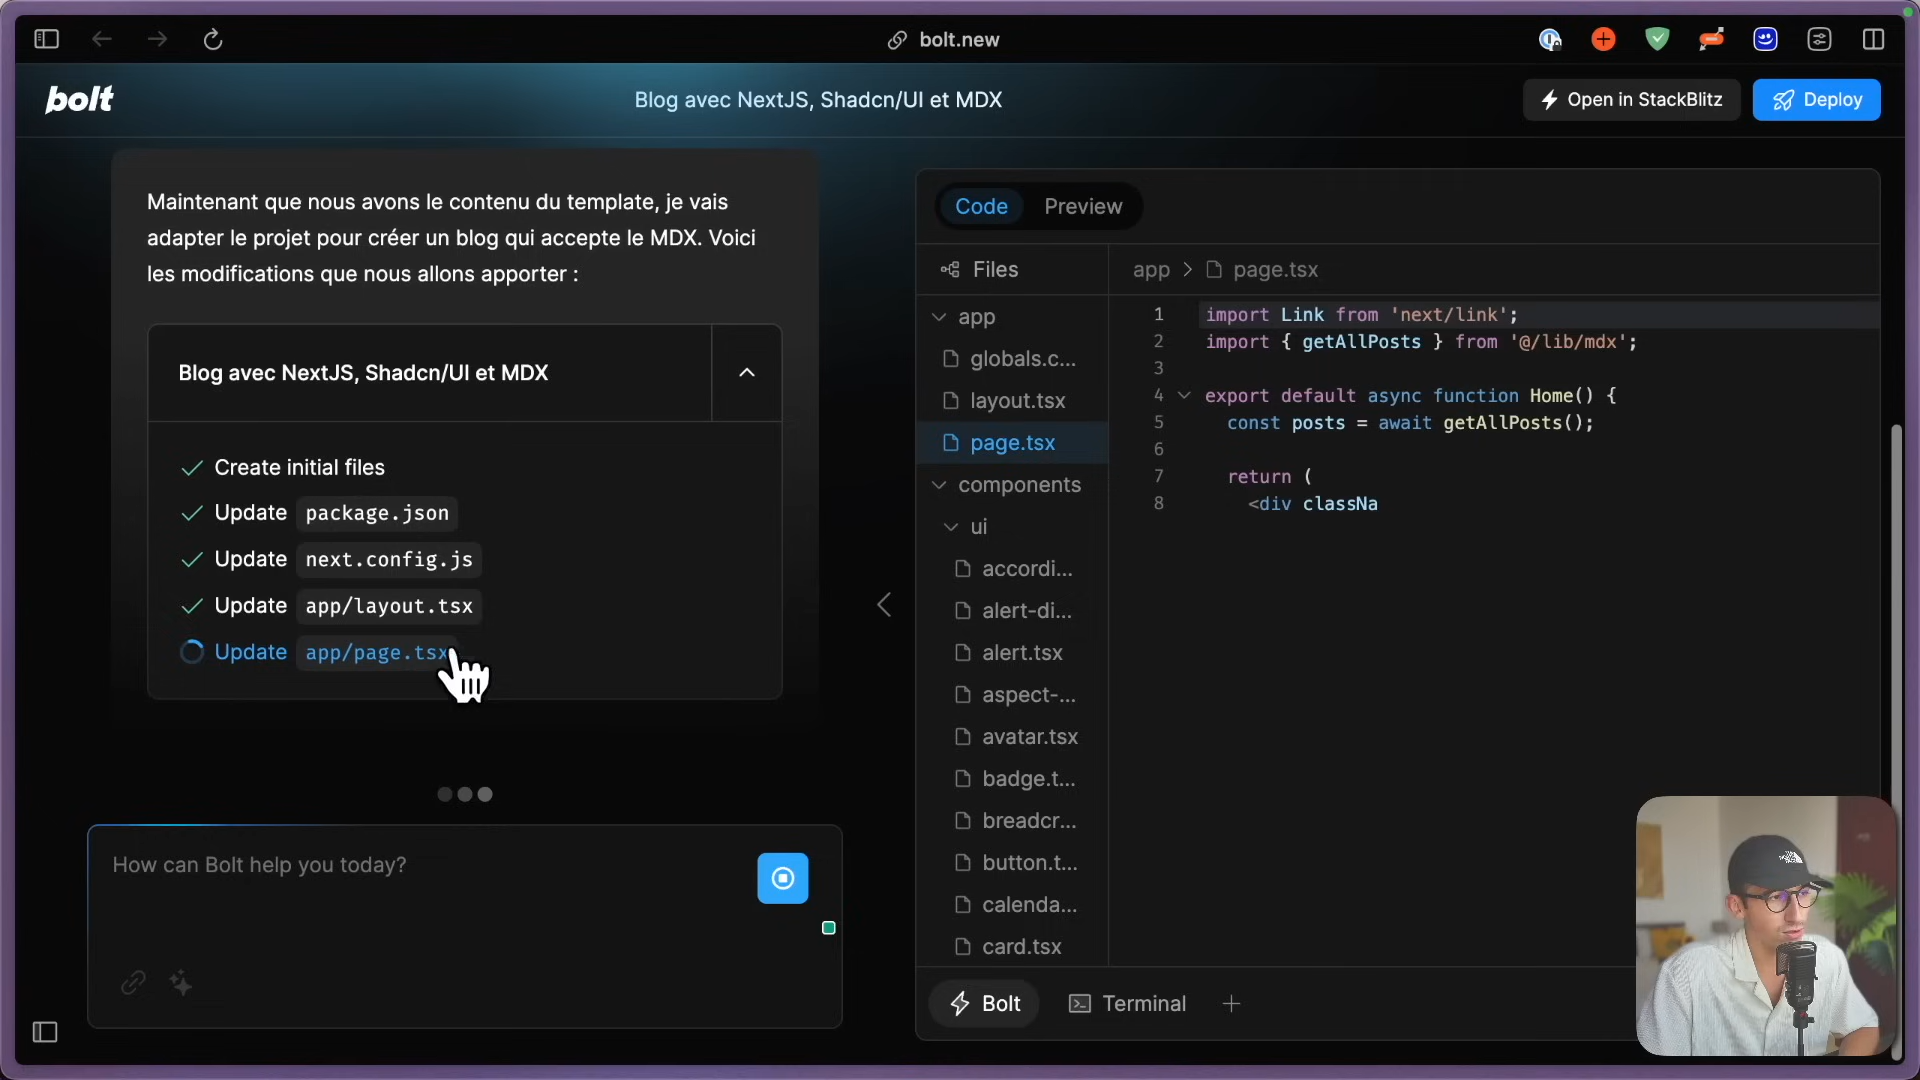 bolt.new
bolt
Blog avec NextJS, Shadcn/UI et MDX
Open in StackBlitz
Deploy
Maintenant que nous avons le contenu du template, je vais
adapter le projet pour créer un blog qui accepte le MDX. Voici
les modifications que nous allons apporter :
Blog avec NextJS, Shadcn/UI et MDX
Create initial files
Update package.json
Update next.config.js
Update app/layout.tsx
Update app/page.tsx
How can Bolt help you today?
Code
Preview
Files
app
globals.c...
layout.tsx
page.tsx
components
ui
accordi...
alert-di...
alert.tsx
aspect-...
avatar.tsx
badge.t...
breadcr...
button.t...
calenda...
card.tsx
app > page.tsx
1 import Link from 'next/link';
2 import { getAllPosts } from '@/lib/mdx';
3
4 export default async function Home() {
5 const posts = await getAllPosts();
6
7 return (
8 <div classNa
Bolt
Terminal